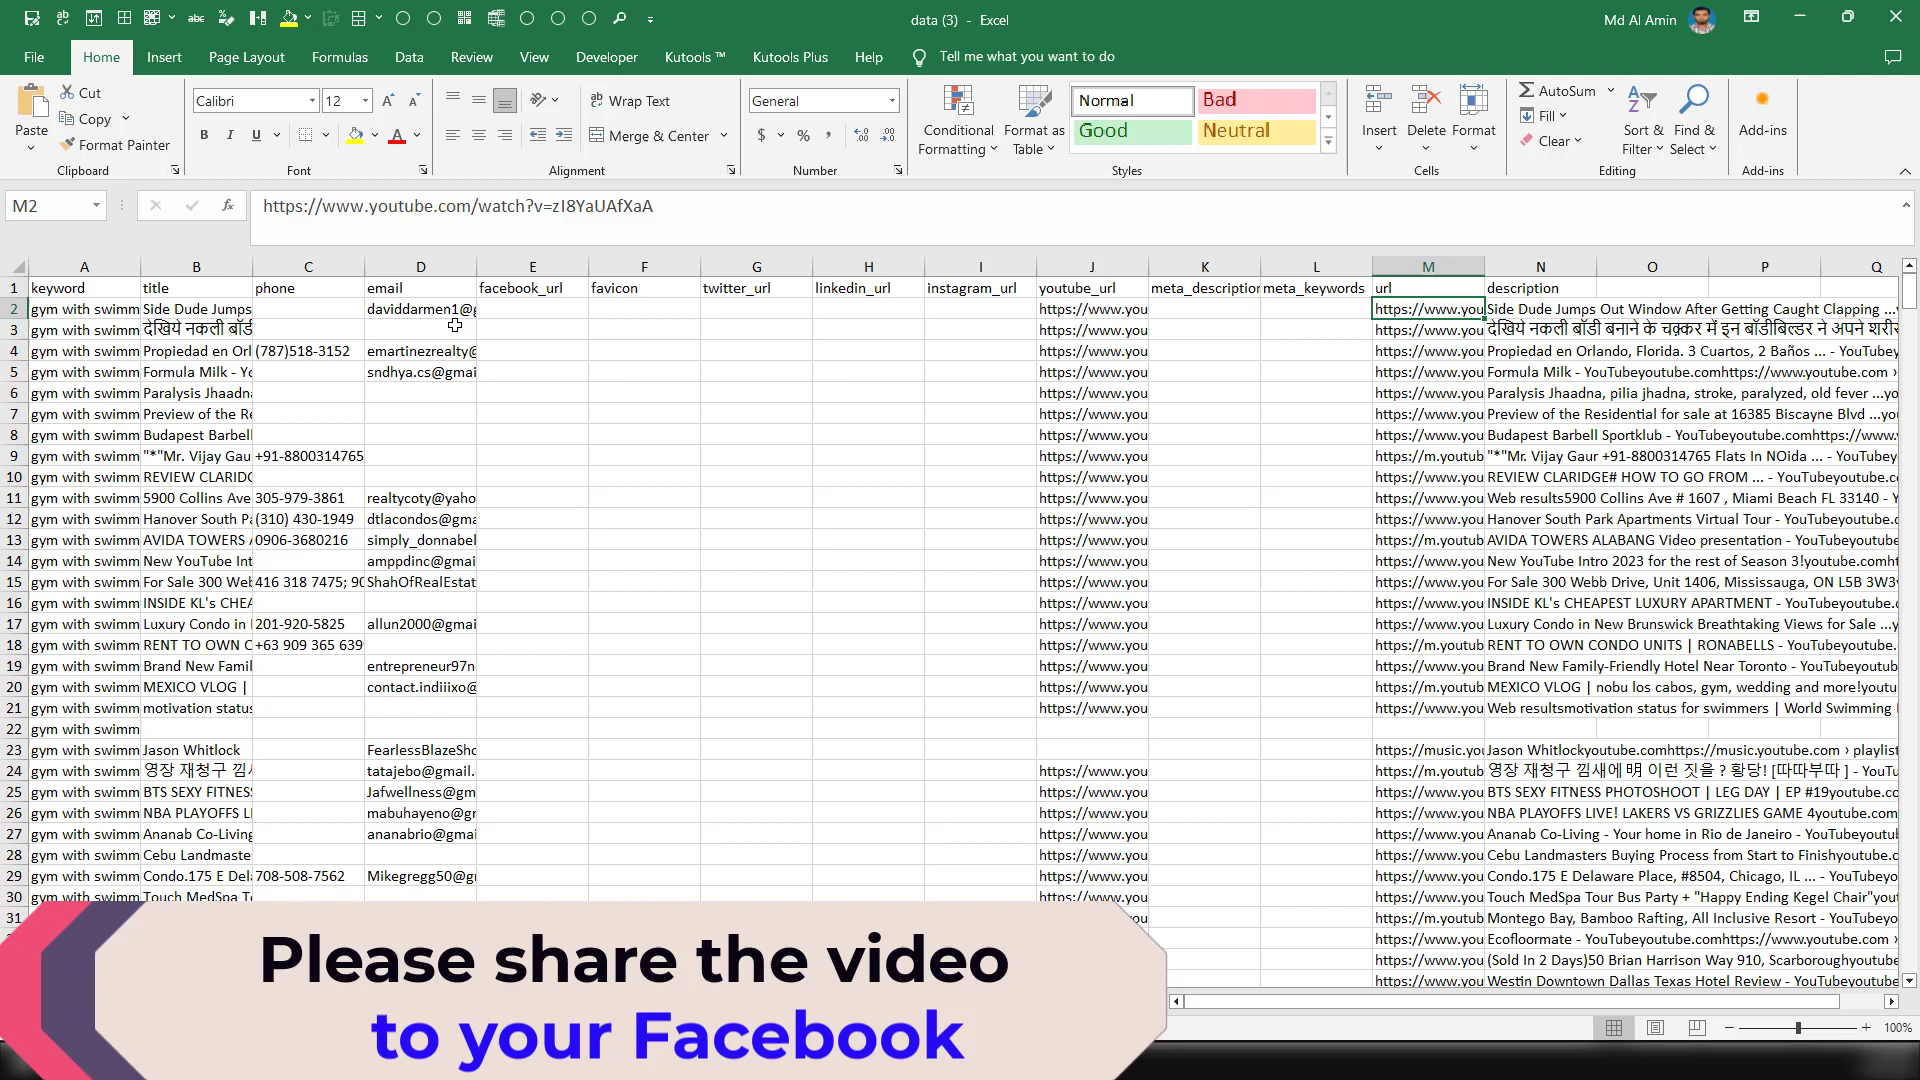 data (3) - Excel
Md Al Amin
File Home Insert Page Layout Formulas Data Review View Developer Kutools ™ Kutools Plus Help Tell me what you want to do
Paste
Cut
Copy
Format Painter
Clipboard
Calibri 12
B I U
Font
Wrap Text
Merge & Center
Alignment
General
Number
Conditional Formatting
Format as Table
Normal Bad
Good Neutral
Styles
Insert Delete Format
Cells
AutoSum
Fill
Clear
Sort & Filter
Find & Select
Editing
Add-ins
Add-ins
M2 fx https://www.youtube.com/watch?v=zI8YaUAfXaA
A B C D E F G H I J K L M N O P Q
1 keyword title phone email facebook_url favicon twitter_url linkedin_url instagram_url youtube_url meta_description meta_keywords url description
2 gym with swimm Side Dude Jumps daviddarmen1@g https://www.you https://www.you Side Dude Jumps Out Window After Getting Caught Clapping ...v
3 gym with swimm देखिये नकली बॉडी https://www.you https://www.you देखिये नकली बॉडी बनाने के चक़्कर में इन बॉडीबिल्डर ने अपने शरीर
4 gym with swimm Propiedad en Orl (787)518-3152 emartinezrealty@ https://www.you https://www.you Propiedad en Orlando, Florida. 3 Cuartos, 2 Baños ... - YouTubey
5 gym with swimm Formula Milk - Yo sndhya.cs@gmai https://www.you https://www.you Formula Milk - YouTubeyoutube.comhttps://www.youtube.com ›
6 gym with swimm Paralysis Jhaadna https://www.you https://www.you Paralysis Jhaadna, pilia jhadna, stroke, paralyzed, old fever ...yo
7 gym with swimm Preview of the Re https://www.you https://www.you Preview of the Residential for sale at 16385 Biscayne Blvd ...you
8 gym with swimm Budapest Barbell https://www.you https://www.you Budapest Barbell Sportklub - YouTubeyoutube.comhttps://www.
9 gym with swimm "*"Mr. Vijay Gau +91-8800314765 https://www.you https://m.youtub "*"Mr. Vijay Gaur +91-8800314765 Flats In NOida ... - YouTubey
10 gym with swimm REVIEW CLARIDG https://www.you https://www.you REVIEW CLARIDGE# HOW TO GO FROM ... - YouTubeyoutube.co
11 gym with swimm 5900 Collins Ave 305-979-3861 realtycoty@yaho https://www.you https://www.you Web results5900 Collins Ave # 1607 , Miami Beach FL 33140 - Y
12 gym with swimm Hanover South Pa (310) 430-1949 dtlacondos@gma https://www.you https://www.you Hanover South Park Apartments Virtual Tour - YouTubeyoutube
13 gym with swimm AVIDA TOWERS A 0906-3680216 simply_donnabel https://www.you https://m.youtub AVIDA TOWERS ALABANG Video presentation - YouTubeyoutube
14 gym with swimm New YouTube Int amppdinc@gmail https://www.you https://www.you New YouTube Intro 2023 for the rest of Season 3!youtube.comht
15 gym with swimm For Sale 300 Web 416 318 7475; 90 ShahOfRealEstat https://www.you https://www.you For Sale 300 Webb Drive, Unit 1406, Mississauga, ON L5B 3W3v
16 gym with swimm INSIDE KL's CHEA https://www.you https://www.you INSIDE KL's CHEAPEST LUXURY APARTMENT - YouTubeyoutube.co
17 gym with swimm Luxury Condo in 201-920-5825 allun2000@gmai https://www.you https://www.you Luxury Condo in New Brunswick Breathtaking Views for Sale ...y
18 gym with swimm RENT TO OWN C +63 909 365 639 https://www.you https://m.youtub RENT TO OWN CONDO UNITS | RONABELLS - YouTubeyoutube.
19 gym with swimm Brand New Famil entrepreneur97n https://www.you https://www.you Brand New Family-Friendly Hotel Near Toronto - YouTubeyoutu
20 gym with swimm MEXICO VLOG | contact.indiiixo@ https://www.you https://m.youtub MEXICO VLOG | nobu los cabos, gym, wedding and more!youtu
21 gym with swimm motivation status https://www.you https://www.you Web resultsmotivation status for swimmers | World Swimming
22 gym with swimm
23 gym with swimm Jason Whitlock FearlessBlazeSho https://music.you Jason Whitlockyoutube.comhttps://music.youtube.com › playlist
24 gym with swimm 영장 재청구 낌새 tatajebo@gmail. https://www.you https://m.youtub 영장 재청구 낌새에 明 이런 짓을 ? 황당! [따따부따 ] - YouTu
25 gym with swimm BTS SEXY FITNESS Jafwellness@gm https://www.you https://www.you BTS SEXY FITNESS PHOTOSHOOT | LEG DAY | EP #19youtube.co
26 gym with swimm NBA PLAYOFFS LI mabuhayeno@gr https://www.you https://www.you NBA PLAYOFFS LIVE! LAKERS VS GRIZZLIES GAME 4youtube.com
27 gym with swimm Ananab Co-Living ananabrio@gmai https://www.you https://www.you Ananab Co-Living - Your home in Rio de Janeiro - YouTubeyoutu
28 gym with swimm Cebu Landmaste https://www.you https://www.you Cebu Landmasters Buying Process from Start to Finishyoutube.co
29 gym with swimm Condo.175 E Del 708-508-7562 Mikegregg50@g https://www.you https://www.you Condo.175 E Delaware Place, #8504, Chicago, IL ... - YouTubeyo
30 gym with swimm Touch MedSpa T https://www.you https://www.you Touch MedSpa Tour Bus Party + "Happy Ending Kegel Chair"yout
31 https://m.youtub Montego Bay, Bamboo Rafting, All Inclusive Resort - YouTubeyo
https://www.you Ecofloormate - YouTubeyoutube.comhttps://www.youtube.com ›
https://www.you (Sold In 2 Days)50 Brian Harrison Way 910, Scarboroughyoutube
https://www.you Westin Downtown Dallas Texas Hotel Review - YouTubeyoutube
Please share the video
to your Facebook
100%